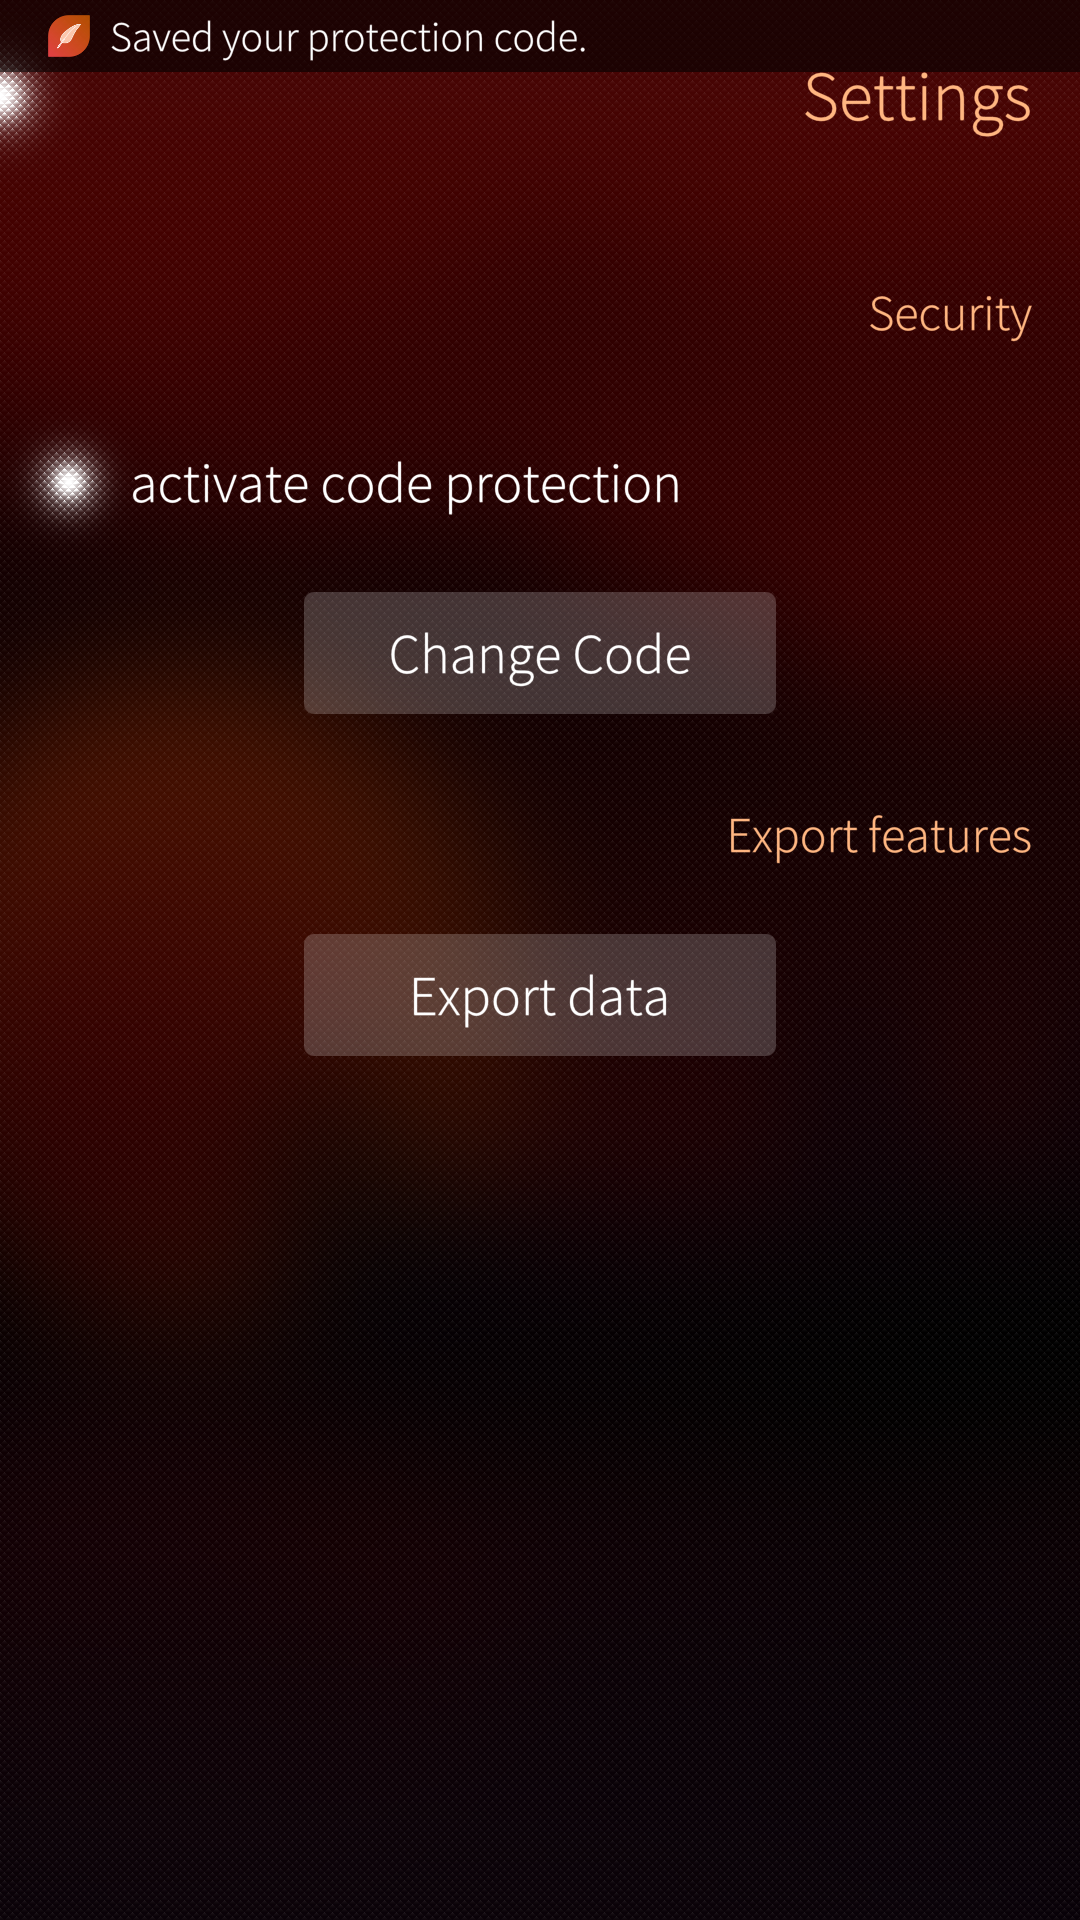 Saved your protection code.
Settings
Security
activate code protection
Change Code
Export features
Export data